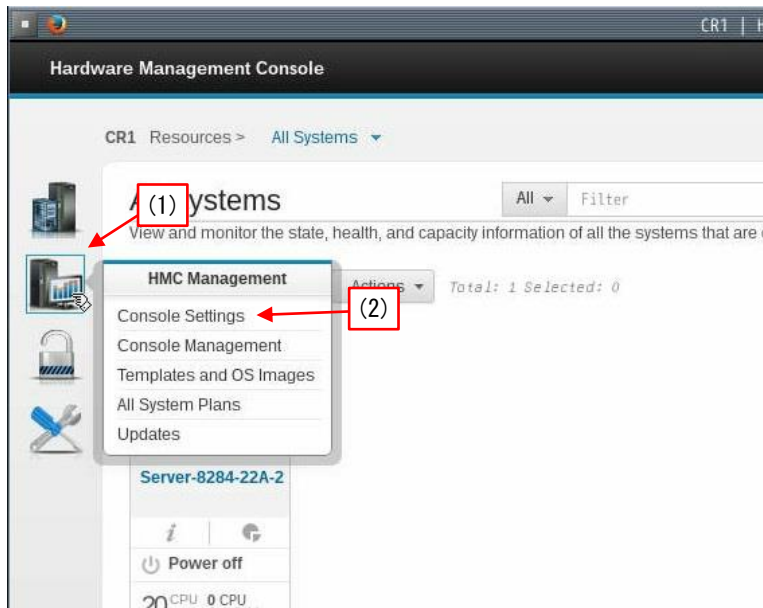 CR1 | H
Hardware Management Console
CR1 Resources > All Systems
ystems
All
Filter
(1)
View and monitor the state, health, and capacity information of all the systems that are
HMC Management
Actions
Total: 1 Selected: 0
Console Settings
(2)
Console Management
Templates and OS Images
All System Plans
Updates
Server-8284-22A-2
i
Power off
20 CPU 0 CPU